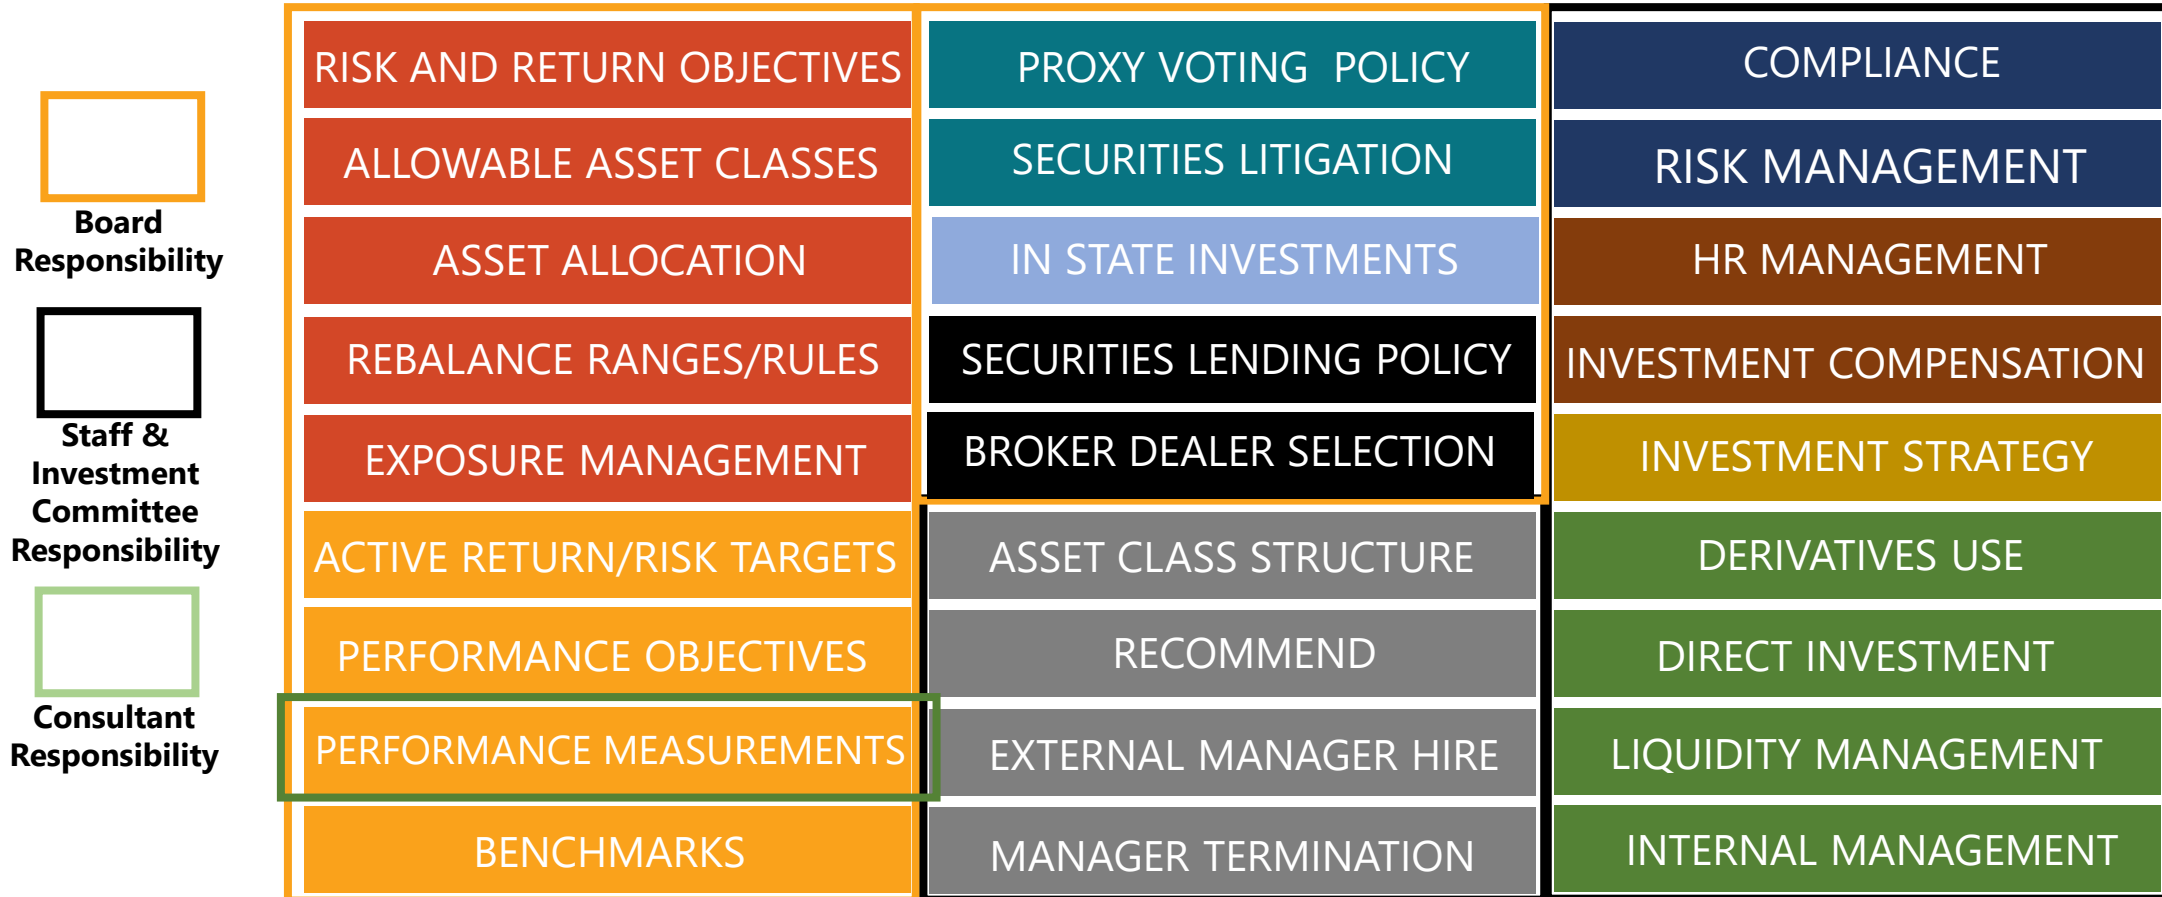 Board
Responsibility
Staff &
Investment
Committee
Responsibility
Consultant
Responsibility
RISK AND RETURN OBJECTIVES
ALLOWABLE ASSET CLASSES
ASSET ALLOCATION
REBALANCE RANGES/RULES
EXPOSURE MANAGEMENT
ACTIVE RETURN/RISK TARGETS
PERFORMANCE OBJECTIVES
PERFORMANCE MEASUREMENTS
BENCHMARKS
PROXY VOTING POLICY
SECURITIES LITIGATION
IN STATE INVESTMENTS
SECURITIES LENDING POLICY
BROKER DEALER SELECTION
ASSET CLASS STRUCTURE
RECOMMEND
EXTERNAL MANAGER HIRE
MANAGER TERMINATION
COMPLIANCE
RISK MANAGEMENT
HR MANAGEMENT
INVESTMENT COMPENSATION
INVESTMENT STRATEGY
DERIVATIVES USE
DIRECT INVESTMENT
LIQUIDITY MANAGEMENT
INTERNAL MANAGEMENT